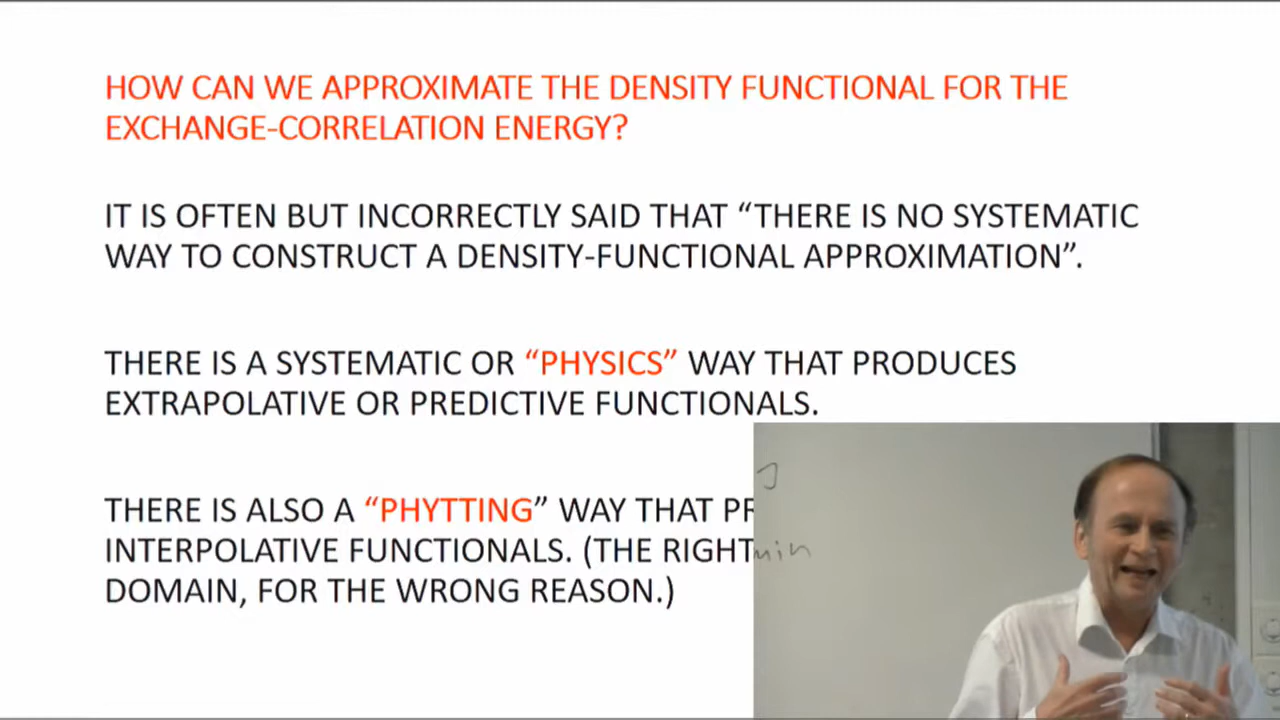 HOW CAN WE APPROXIMATE THE DENSITY FUNCTIONAL FOR THE
EXCHANGE-CORRELATION ENERGY?
IT IS OFTEN BUT INCORRECTLY SAID THAT “THERE IS NO SYSTEMATIC
WAY TO CONSTRUCT A DENSITY-FUNCTIONAL APPROXIMATION”.
THERE IS A SYSTEMATIC OR “PHYSICS” WAY THAT PRODUCES
EXTRAPOLATIVE OR PREDICTIVE FUNCTIONALS.
THERE IS ALSO A “PHYTTING” WAY THAT
INTERPOLATIVE FUNCTIONALS. (THE RIGHT
DOMAIN, FOR THE WRONG REASON.)
min